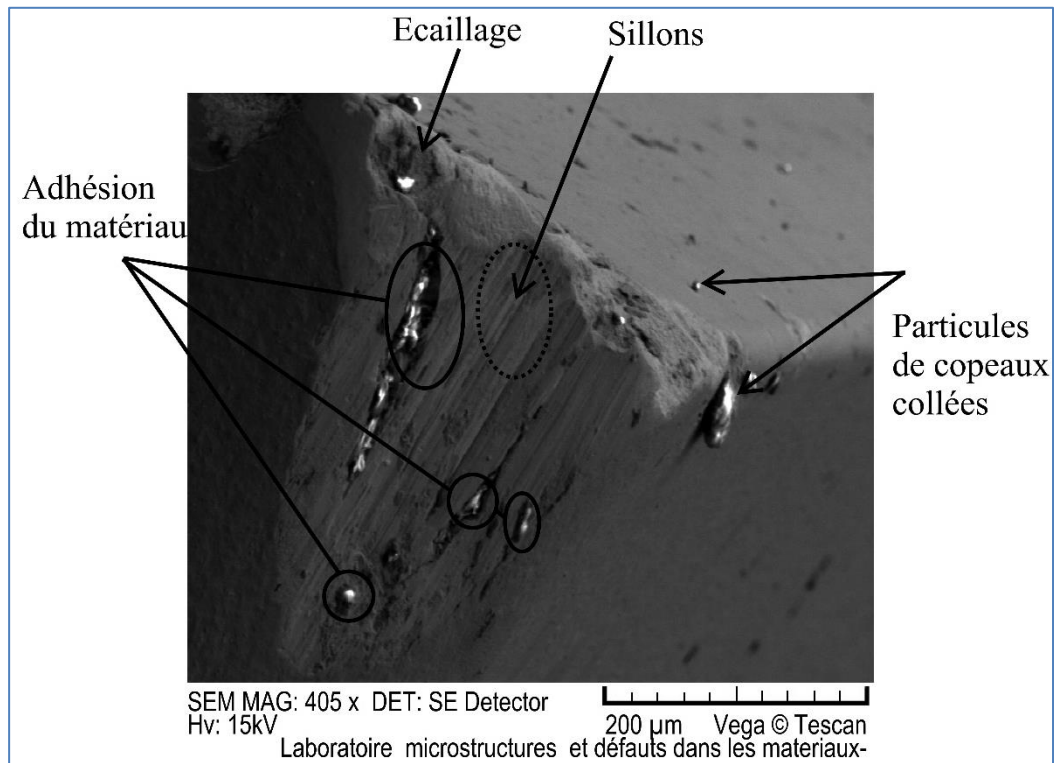 Ecaillage
Sillons
Adhésion
du matériau
Particules
de copeaux
collées
SEM MAG: 405 x DET: SE Detector
Hv: 15kV
200 µm Vega © Tescan
Laboratoire microstructures et défauts dans les materiaux-